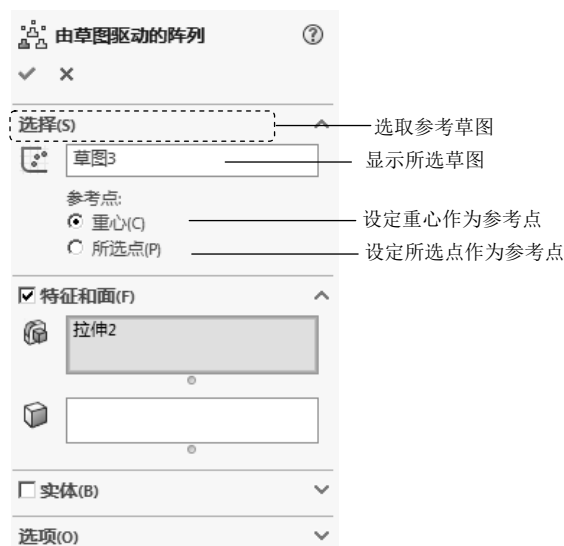 由草图驱动的阵列
选择(S)
选取参考草图
草图3
显示所选草图
参考点:
重心(C)
设定重心作为参考点
所选点(P)
设定所选点作为参考点
特征和面(F)
拉伸2
实体(B)
选项(O)